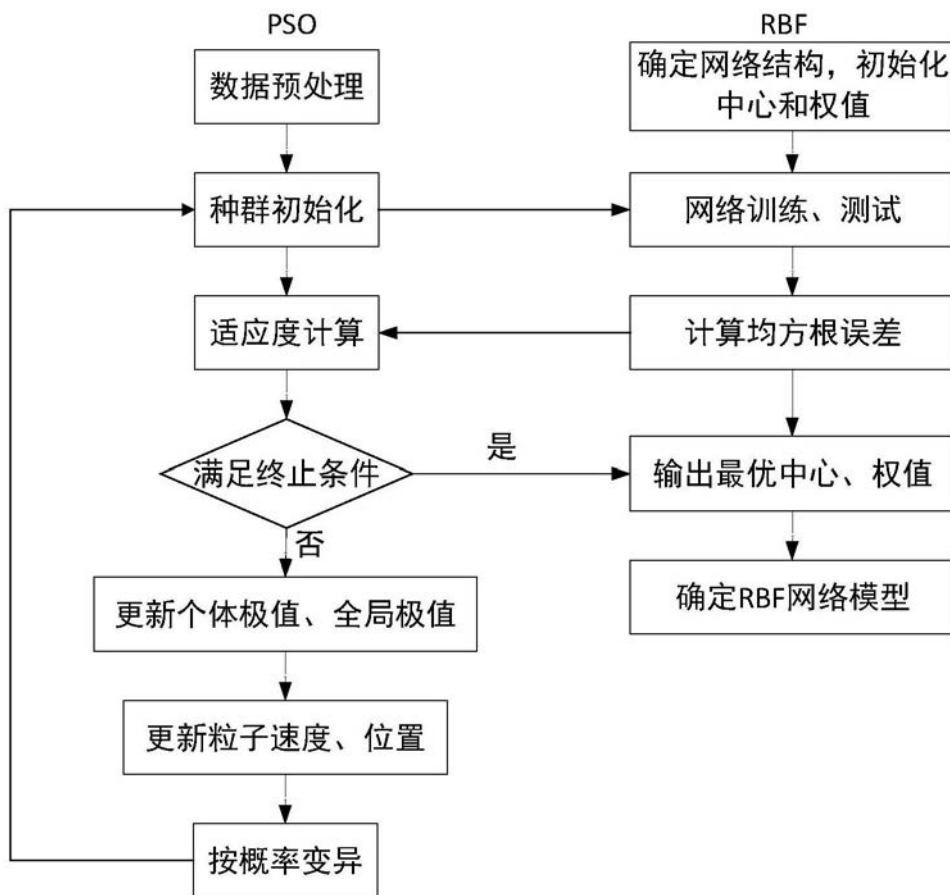 PSO
数据预处理
种群初始化
适应度计算
满足终止条件
是
否
更新个体极值、全局极值
更新粒子速度、位置
按概率变异
RBF
确定网络结构，初始化
中心和权值
网络训练、测试
计算均方根误差
输出最优中心、权值
确定RBF网络模型